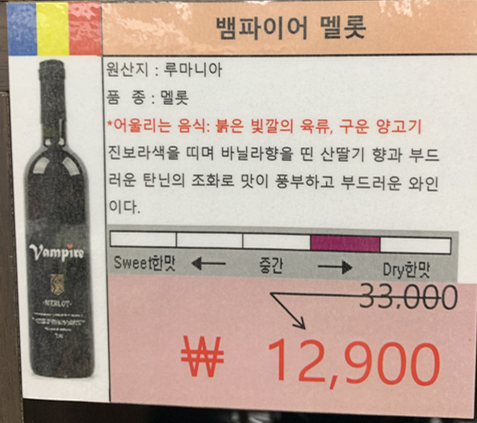 뱀파이어 멜롯
원산지 : 루마니아
품 종 : 멜롯
*어울리는 음식: 붉은 빛깔의 육류, 구운 양고기
진보라색을 띠며 바닐라향을 띤 산딸기 향과 부드
러운 탄닌의 조화로 맛이 풍부하고 부드러운 와인
이다.
Vampire
MERLOT
Sweet한맛 ← 중간 → Dry한맛
33,000
₩ 12,900